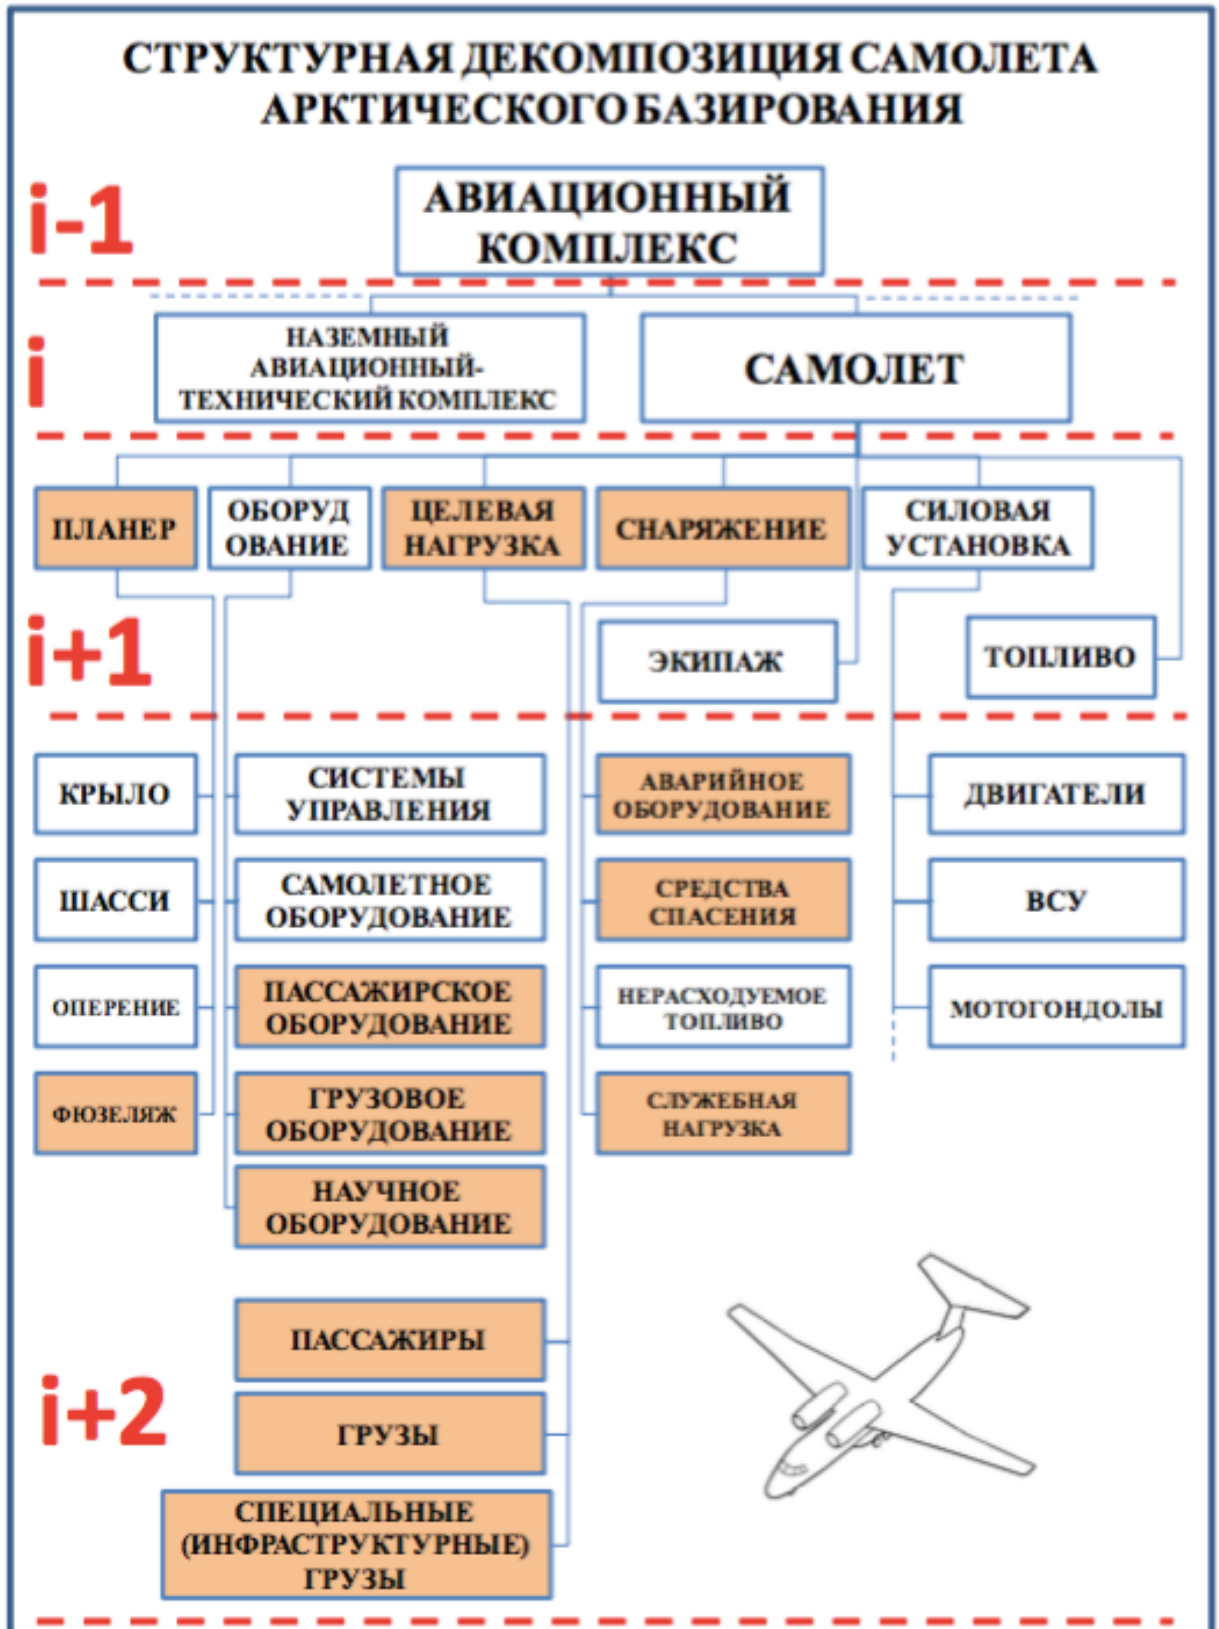 СТРУКТУРНАЯ ДЕКОМПОЗИЦИЯ САМОЛЕТА
АРКТИЧЕСКОГО БАЗИРОВАНИЯ
i-1
АВИАЦИОННЫЙ
КОМПЛЕКС
i
НАЗЕМНЫЙ
АВИАЦИОННЫЙ-
ТЕХНИЧЕСКИЙ КОМПЛЕКС
САМОЛЕТ
ПЛАНЕР
ОБОРУД
ОВАНИЕ
ЦЕЛЕВАЯ
НАГРУЗКА
СНАРЯЖЕНИЕ
СИЛОВАЯ
УСТАНОВКА
i+1
ЭКИПАЖ
ТОПЛИВО
КРЫЛО
СИСТЕМЫ
УПРАВЛЕНИЯ
АВАРИЙНОЕ
ОБОРУДОВАНИЕ
ДВИГАТЕЛИ
ШАССИ
САМОЛЕТНОЕ
ОБОРУДОВАНИЕ
СРЕДСТВА
СПАСЕНИЯ
ВСУ
ОПЕРЕНИЕ
ПАССАЖИРСКОЕ
ОБОРУДОВАНИЕ
НЕРАСХОДУЕМОЕ
ТОПЛИВО
МОТОГОНДОЛЫ
ФЮЗЕЛЯЖ
ГРУЗОВОЕ
ОБОРУДОВАНИЕ
СЛУЖЕБНАЯ
НАГРУЗКА
НАУЧНОЕ
ОБОРУДОВАНИЕ
ПАССАЖИРЫ
i+2
ГРУЗЫ
СПЕЦИАЛЬНЫЕ
(ИНФРАСТРУКТУРНЫЕ)
ГРУЗЫ